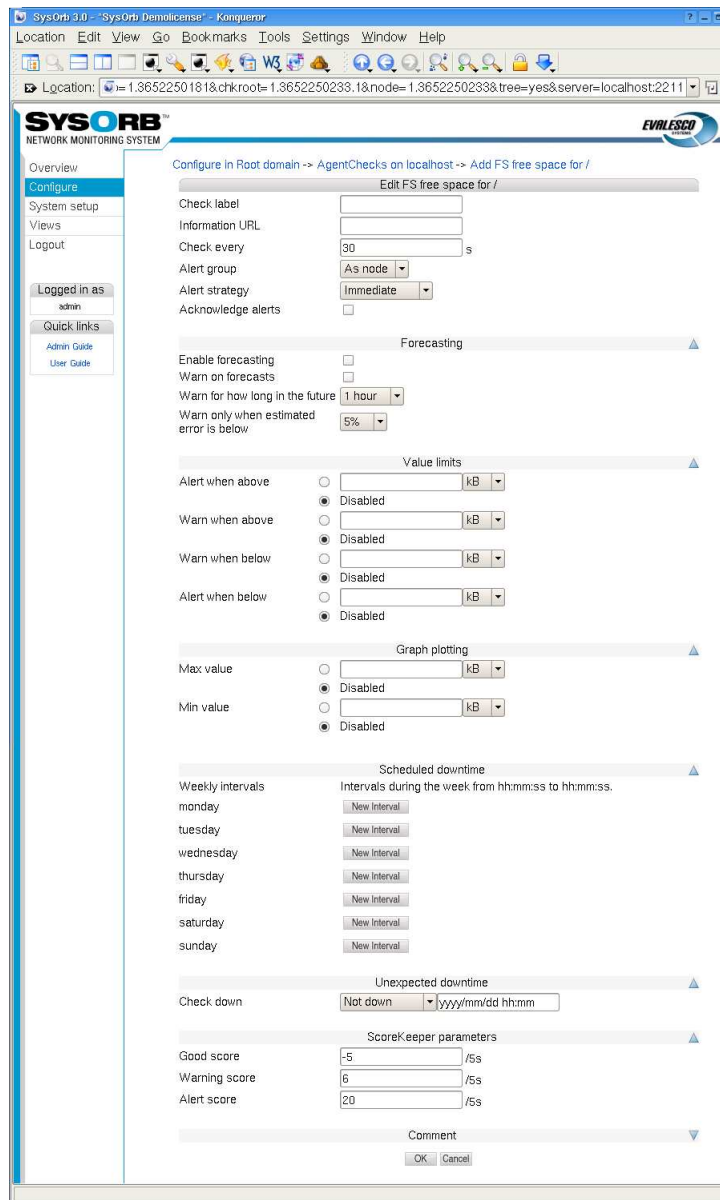 SysOrb 3.0 - "SysOrb Demolicense" - Konqueror
Location Edit View Go Bookmarks Tools Settings Window Help
Location: =1.3652250181&chkroot=1.3652250233.1&node=1.3652250233&tree=yes&server=localhost:2211
SYSORB™
NETWORK MONITORING SYSTEM
EVALESCO
SYSTEMS
Overview
Configure
System setup
Views
Logout
Logged in as
admin
Quick links
Admin Guide
User Guide
Configure in Root domain -> AgentChecks on localhost -> Add FS free space for /
Edit FS free space for /
Check label
Information URL
Check every 30 s
Alert group As node
Alert strategy Immediate
Acknowledge alerts
Forecasting
Enable forecasting
Warn on forecasts
Warn for how long in the future 1 hour
Warn only when estimated
error is below 5%
Value limits
Alert when above kB
Disabled
Warn when above kB
Disabled
Warn when below kB
Disabled
Alert when below kB
Disabled
Graph plotting
Max value kB
Disabled
Min value kB
Disabled
Scheduled downtime
Weekly intervals Intervals during the week from hh:mm:ss to hh:mm:ss.
monday New Interval
tuesday New Interval
wednesday New Interval
thursday New Interval
friday New Interval
saturday New Interval
sunday New Interval
Unexpected downtime
Check down Not down yyyy/mm/dd hh:mm
ScoreKeeper parameters
Good score -5 /5s
Warning score 6 /5s
Alert score 20 /5s
Comment
OK Cancel